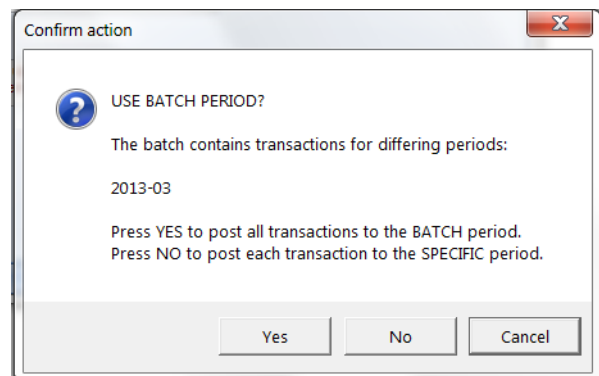 Confirm action
USE BATCH PERIOD?
The batch contains transactions for differing periods:
2013-03
Press YES to post all transactions to the BATCH period.
Press NO to post each transaction to the SPECIFIC period.
Yes No Cancel